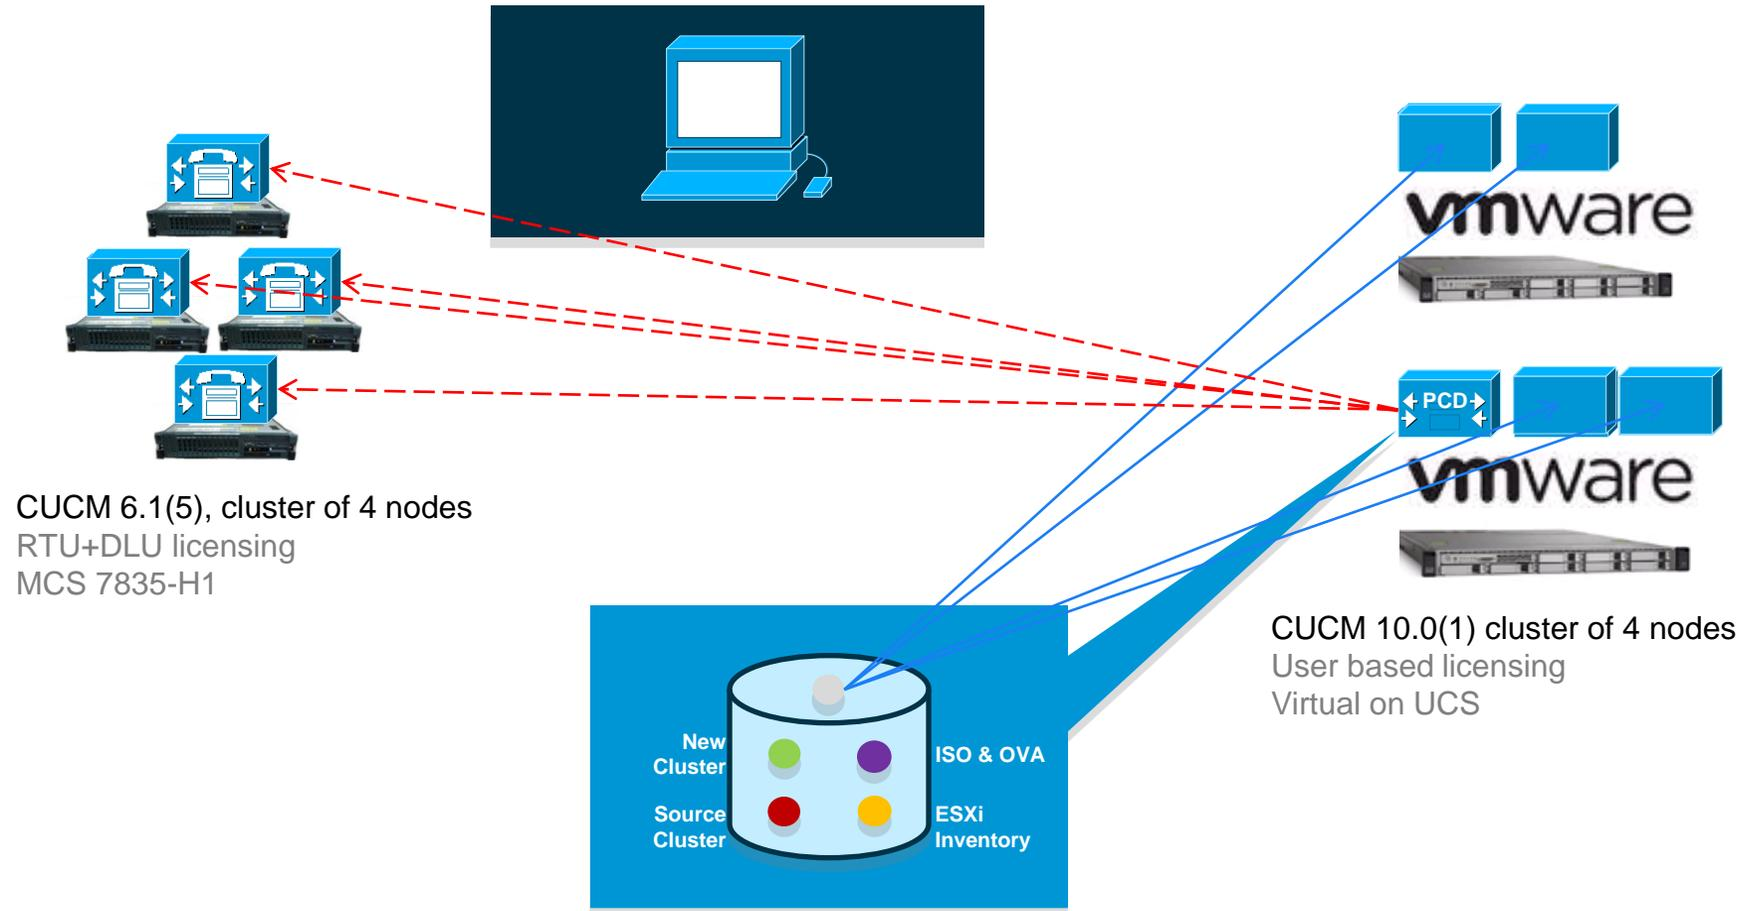 vmware
PCD
vmware
CUCM 6.1(5), cluster of 4 nodes
RTU+DLU licensing
MCS 7835-H1
CUCM 10.0(1) cluster of 4 nodes
User based licensing
Virtual on UCS
New
Cluster
ISO & OVA
Source
Cluster
ESXi
Inventory